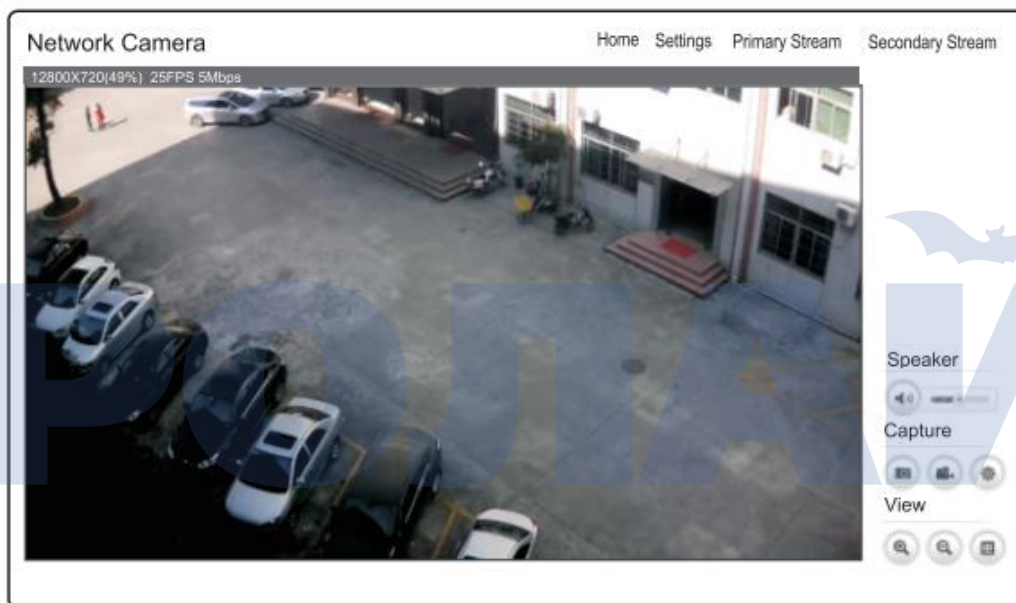 Network Camera
Home Settings Primary Stream Secondary Stream
12800X720(49%) 25FPS 5Mbps
Speaker
Capture
View